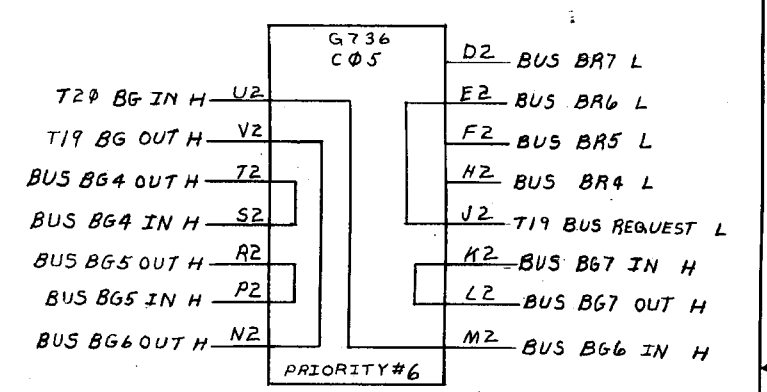 G736
CØ5
T20 BG IN H U2
T19 BG OUT H V2
BUS BG4 OUT H T2
BUS BG4 IN H S2
BUS BG5 OUT H R2
BUS BG5 IN H P2
BUS BG6 OUT H N2
D2 BUS BR7 L
E2 BUS BR6 L
F2 BUS BR5 L
H2 BUS BR4 L
J2 T19 BUS REQUEST L
K2 BUS BG7 IN H
L2 BUS BG7 OUT H
M2 BUS BG6 IN H
PRIORITY#6